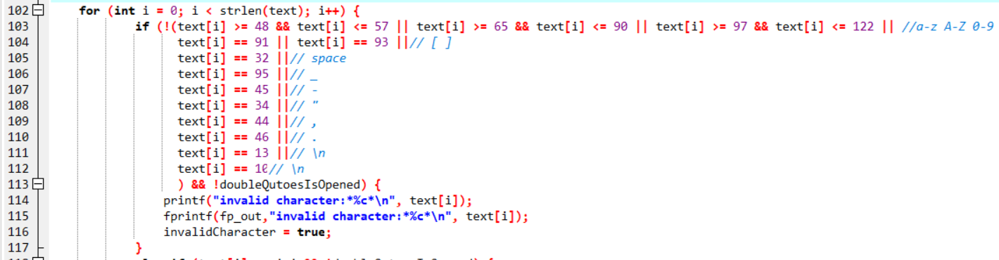 102 for (int i = 0; i < strlen(text); i++) {
103 if (!(text[i] >= 48 && text[i] <= 57 || text[i] >= 65 && text[i] <= 90 || text[i] >= 97 && text[i] <= 122 || //a-z A-Z 0-9
104 text[i] == 91 || text[i] == 93 ||// [ ]
105 text[i] == 32 ||// space
106 text[i] == 95 ||// _
107 text[i] == 45 ||// -
108 text[i] == 34 ||// "
109 text[i] == 44 ||// ,
110 text[i] == 46 ||// .
111 text[i] == 13 ||// \n
112 text[i] == 10// \n
113 ) && !doubleQutoesIsOpened) {
114 printf("invalid character:*%c*\n", text[i]);
115 fprintf(fp_out,"invalid character:*%c*\n", text[i]);
116 invalidCharacter = true;
117 }